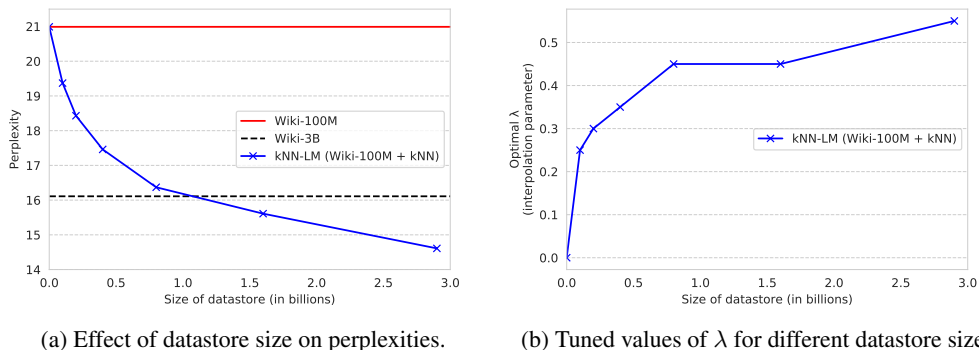 21
20
19
18
17
16
15
14
Perplexity
Wiki-100M
Wiki-3B
kNN-LM (Wiki-100M + kNN)
0.0 0.5 1.0 1.5 2.0 2.5 3.0
Size of datastore (in billions)
(a) Effect of datastore size on perplexities.
0.5
0.4
0.3
0.2
0.1
0.0
Optimal λ
(interpolation parameter)
kNN-LM (Wiki-100M + kNN)
0.0 0.5 1.0 1.5 2.0 2.5 3.0
Size of datastore (in billions)
(b) Tuned values of λ for different datastore size